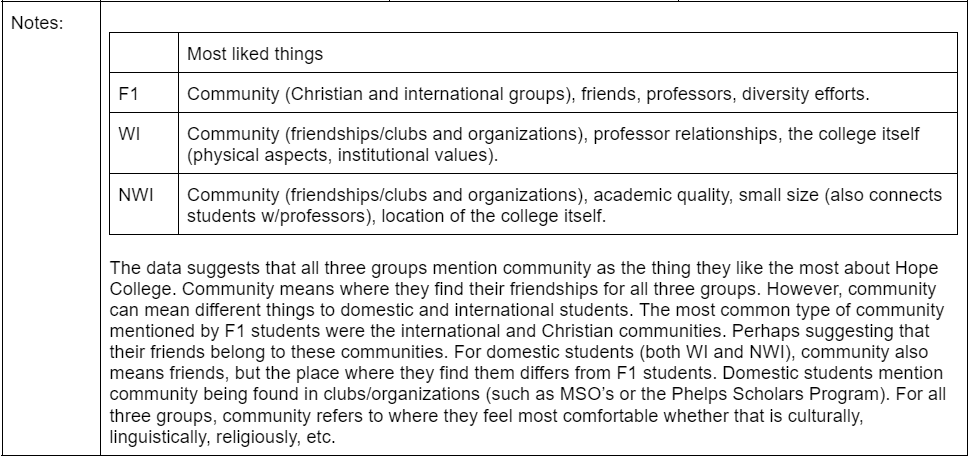 Notes:
Most liked things
F1 Community (Christian and international groups), friends, professors, diversity efforts.
WI Community (friendships/clubs and organizations), professor relationships, the college itself
(physical aspects, institutional values).
NWI Community (friendships/clubs and organizations), academic quality, small size (also connects
students w/professors), location of the college itself.
The data suggests that all three groups mention community as the thing they like the most about Hope
College. Community means where they find their friendships for all three groups. However, community
can mean different things to domestic and international students. The most common type of community
mentioned by F1 students were the international and Christian communities. Perhaps suggesting that
their friends belong to these communities. For domestic students (both WI and NWI), community also
means friends, but the place where they find them differs from F1 students. Domestic students mention
community being found in clubs/organizations (such as MSO's or the Phelps Scholars Program). For all
three groups, community refers to where they feel most comfortable whether that is culturally,
linguistically, religiously, etc.